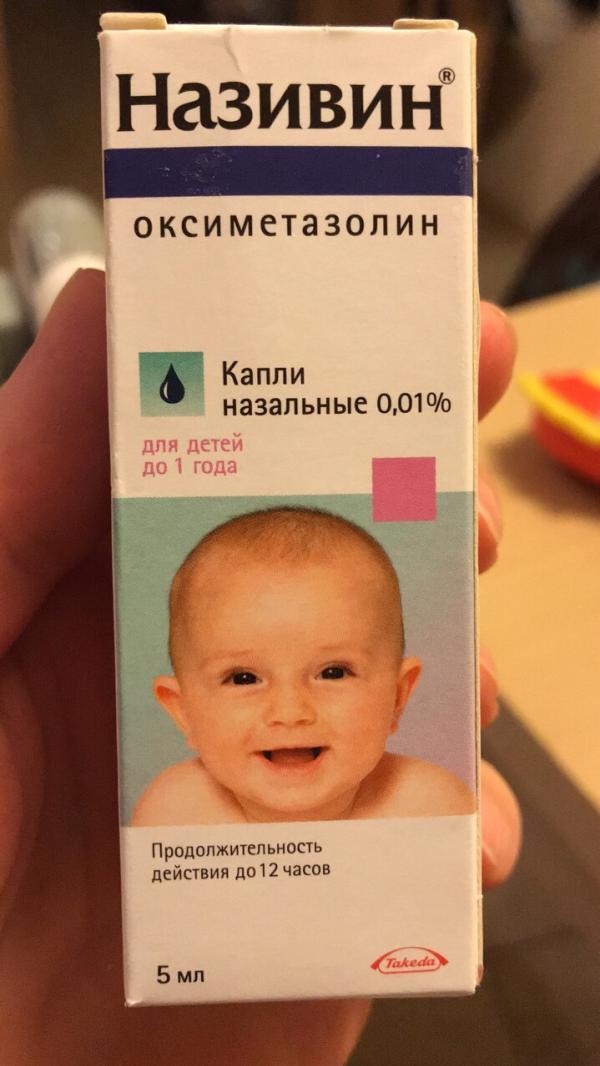 Називин®
оксиметазолин
Капли
назальные 0,01%
для детей
до 1 года
Продолжительность
действия до 12 часов
5 мл
Takeda